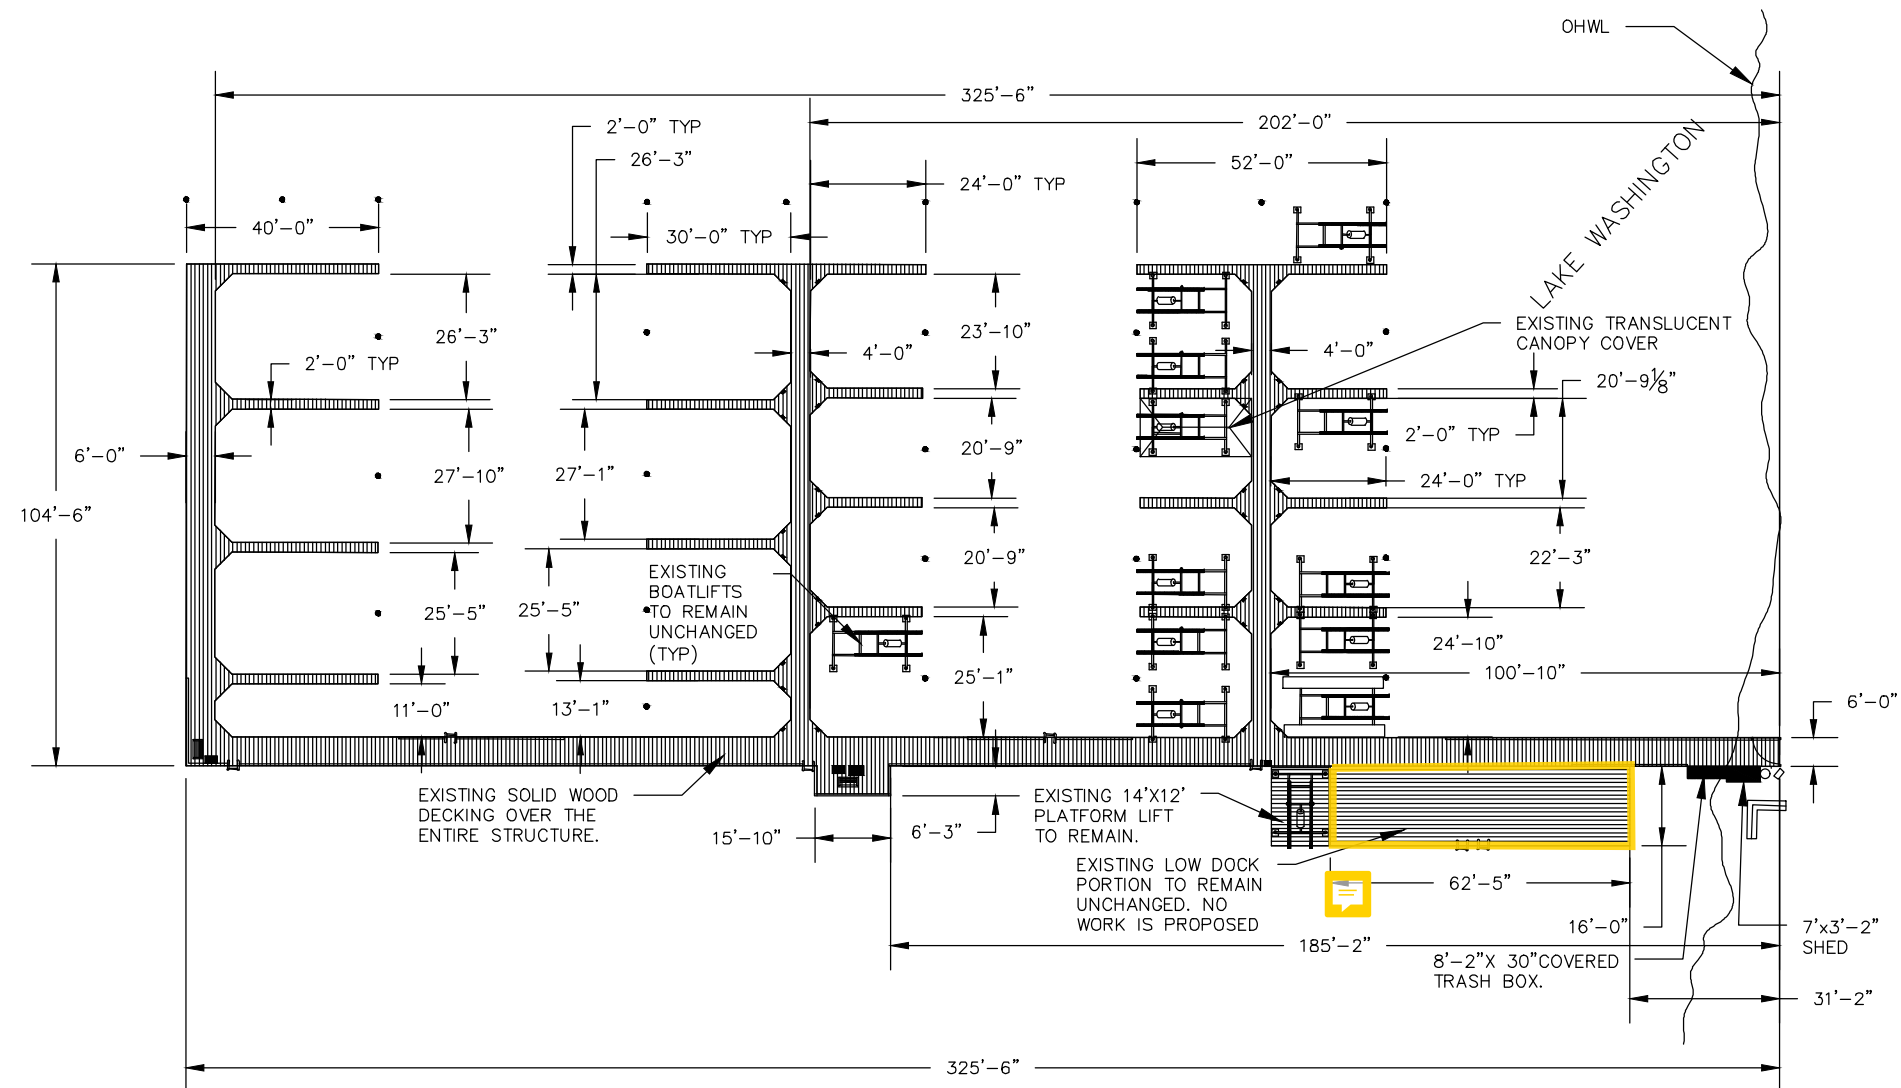 OHWL
325'-6"
202'-0"
2'-0" TYP
26'-3"
52'-0"
24'-0" TYP
40'-0"
30'-0" TYP
LAKE WASHINGTON
26'-3"
23'-10"
EXISTING TRANSLUCENT
CANOPY COVER
2'-0" TYP
4'-0"
4'-0"
20'-9⅛"
2'-0" TYP
6'-0"
27'-10"
27'-1"
20'-9"
24'-0" TYP
104'-6"
20'-9"
22'-3"
EXISTING
BOATLIFTS
TO REMAIN
UNCHANGED
(TYP)
25'-5"
25'-5"
24'-10"
25'-1"
100'-10"
11'-0"
13'-1"
6'-0"
EXISTING SOLID WOOD
DECKING OVER THE
ENTIRE STRUCTURE.
15'-10"
6'-3"
EXISTING 14'X12'
PLATFORM LIFT
TO REMAIN.
EXISTING LOW DOCK
PORTION TO REMAIN
UNCHANGED. NO
WORK IS PROPOSED
62'-5"
16'-0"
7'x3'-2"
SHED
185'-2"
8'-2"X 30"COVERED
TRASH BOX.
31'-2"
325'-6"